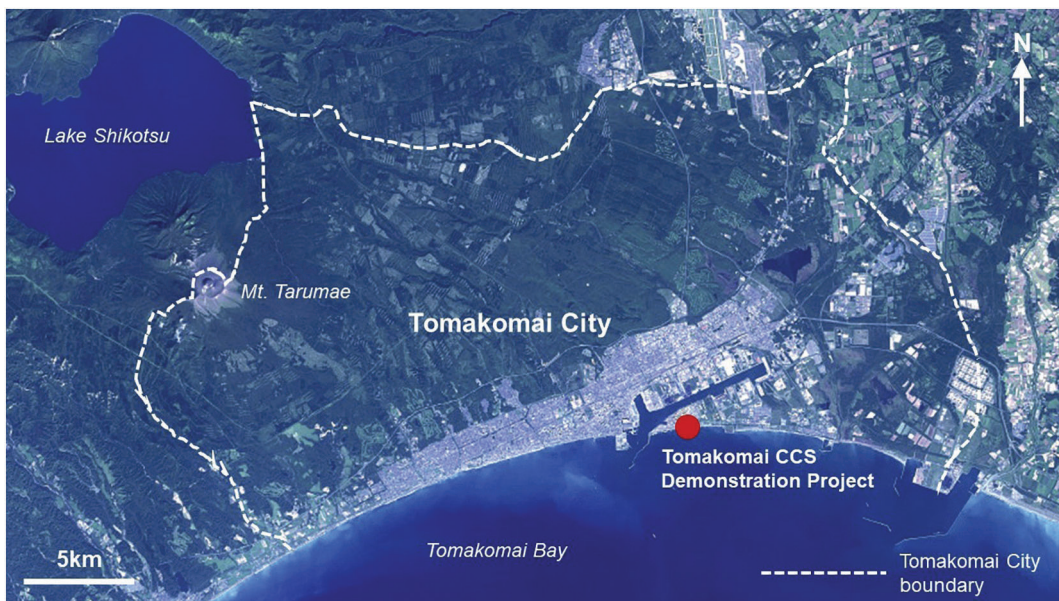 N
Lake Shikotsu
Mt. Tarumae
Tomakomai City
Tomakomai CCS
Demonstration Project
Tomakomai Bay
5km
Tomakomai City
boundary